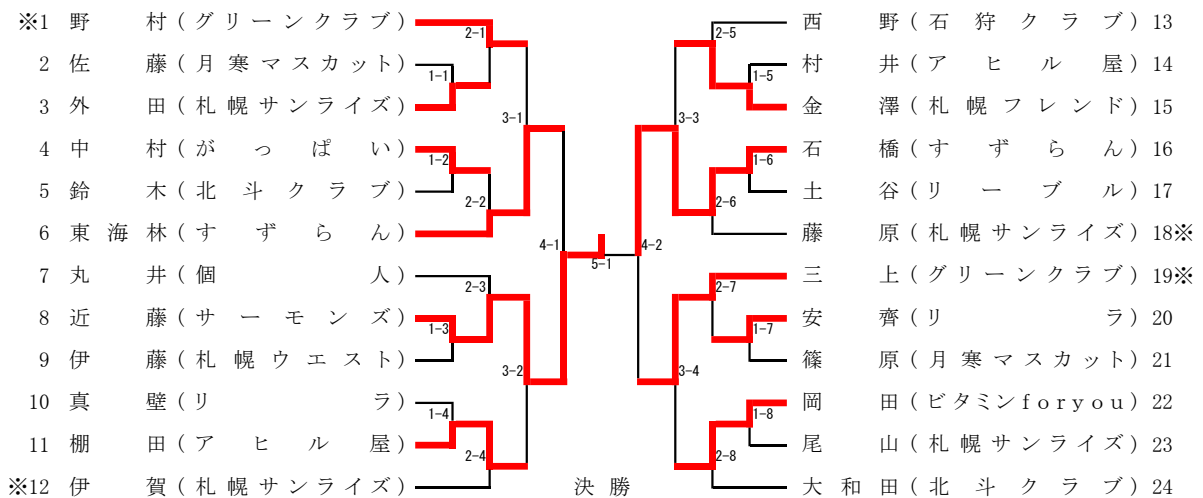 ※1 野村(グリーンクラブ)
2 佐藤(月寒マスカット)
3 外田(札幌サンライズ)
4 中村(がっぱい)
5 鈴木(北斗クラブ)
6 東海林(すずらん)
7 丸井(個人)
8 近藤(サーモンズ)
9 伊藤(札幌ウエスト)
10 真壁(リラ)
11 棚田(アヒル屋)
※12 伊賀(札幌サンライズ)
2-1
1-1
3-1
1-2
2-2
4-1
2-3
1-3
3-2
1-4
2-4
5-1
決勝
2-5
1-5
3-3
1-6
2-6
4-2
2-7
1-7
3-4
1-8
2-8
西野(石狩クラブ)13
村井(アヒル屋)14
金澤(札幌フレンド)15
石橋(すずらん)16
土谷(リーブル)17
藤原(札幌サンライズ)18※
三上(グリーンクラブ)19※
安齊(リラ)20
篠原(月寒マスカット)21
岡田(ビタミンforyou)22
尾山(札幌サンライズ)23
大和田(北斗クラブ)24